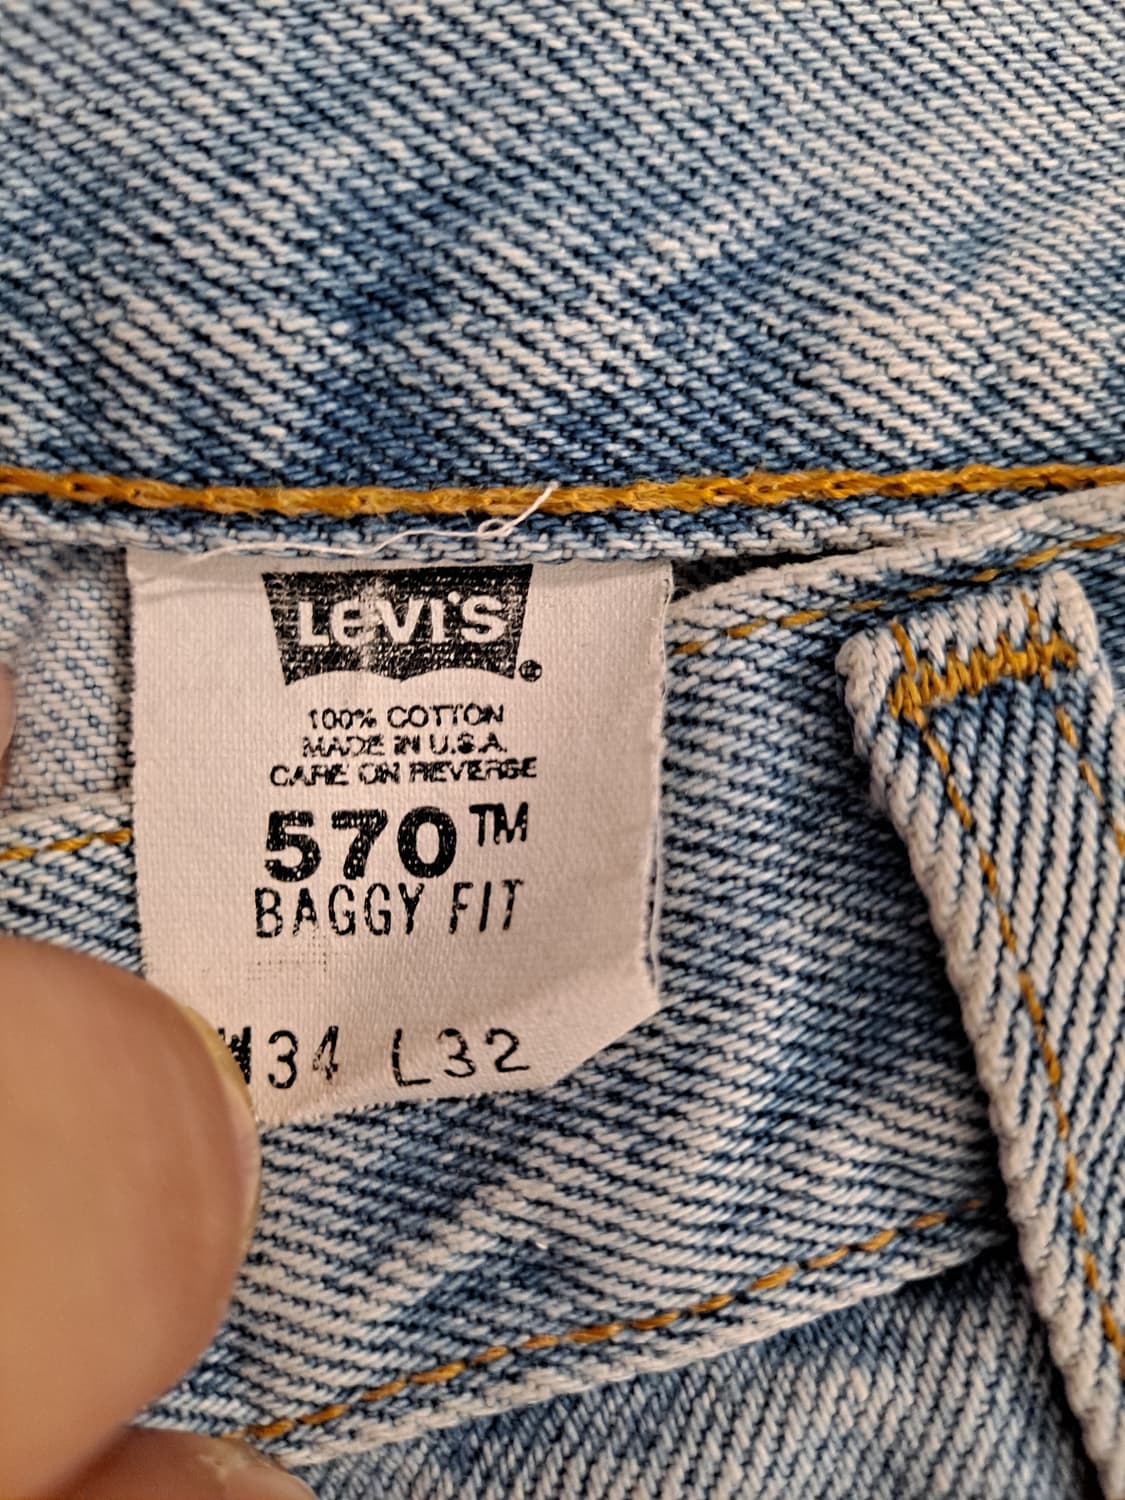 LEVI'S®
100% COTTON
MADE IN U.S.A.
CARE ON REVERSE
570™
BAGGY FIT
W34 L32